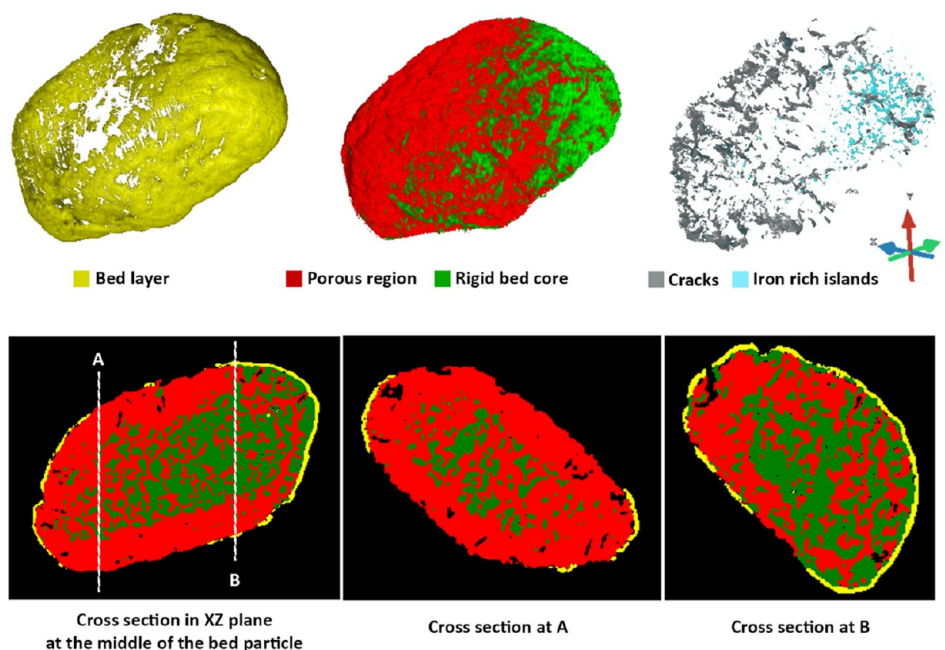 Bed layer
Porous region
Rigid bed core
Cracks
Iron rich islands
Y
X
A
B
Cross section in XZ plane
at the middle of the bed particle
Cross section at A
Cross section at B